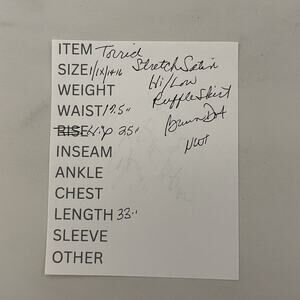 ITEM Torrid
SIZE 1/1X/14-16 Stretch Satin
WEIGHT Hi/Low
WAIST 17.5" Ruffle Skirt
RISE Hip 25" Brown Dot
INSEAM NWT
ANKLE
CHEST
LENGTH 33"
SLEEVE
OTHER